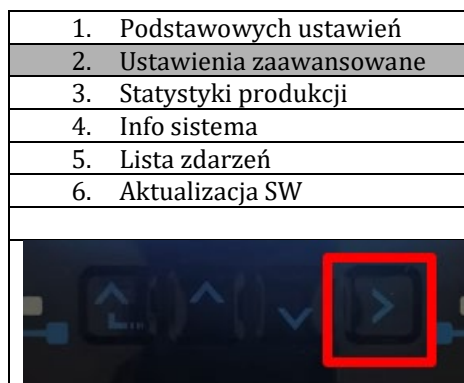 1. Podstawowych ustawień
2. Ustawienia zaawansowane
3. Statystyki produkcji
4. Info sistema
5. Lista zdarzeń
6. Aktualizacja SW